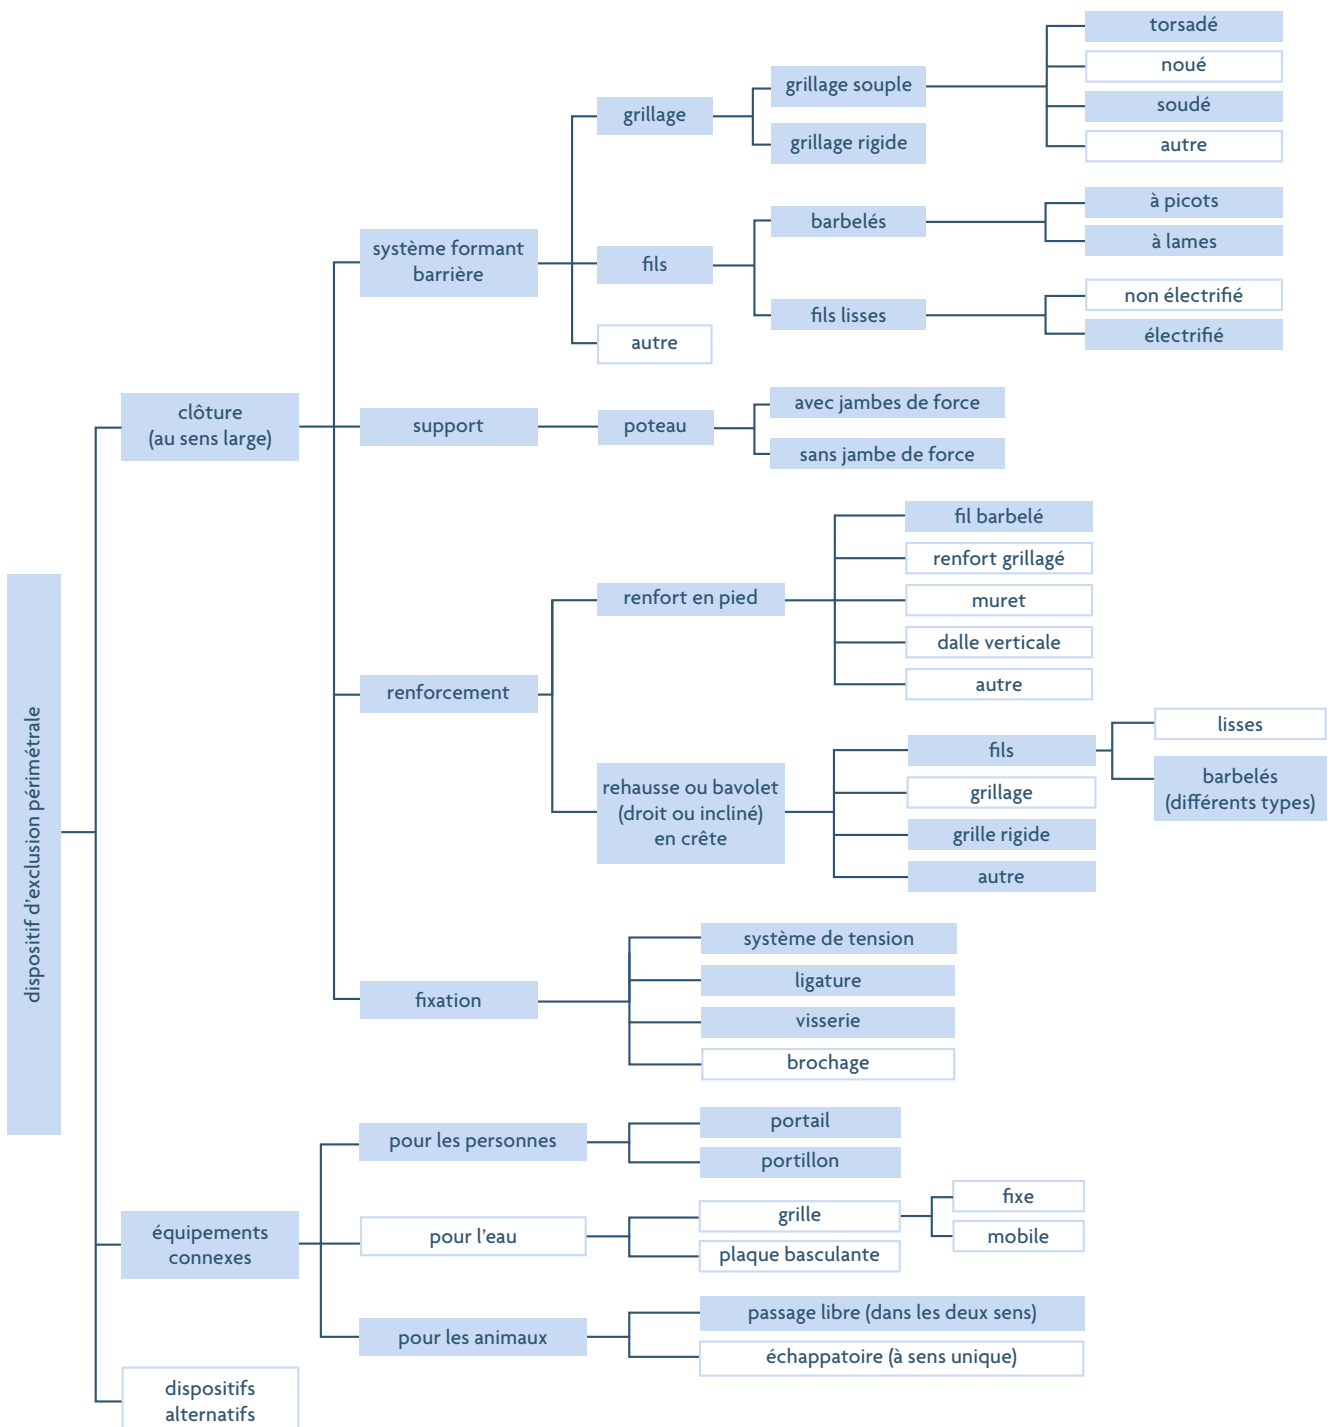 dispositif d'exclusion périmétrale
clôture
(au sens large)
système formant
barrière
grillage
grillage souple
torsadé
noué
soudé
autre
grillage rigide
fils
barbelés
à picots
à lames
fils lisses
non électrifié
électrifié
autre
support
poteau
avec jambes de force
sans jambe de force
renforcement
renfort en pied
fil barbelé
renfort grillagé
muret
dalle verticale
autre
rehausse ou bavolet
(droit ou incliné)
en crête
fils
lisses
barbelés
(différents types)
grillage
grille rigide
autre
fixation
système de tension
ligature
visserie
brochage
équipements
connexes
pour les personnes
portail
portillon
pour l'eau
grille
fixe
mobile
plaque basculante
pour les animaux
passage libre (dans les deux sens)
échappatoire (à sens unique)
dispositifs
alternatifs